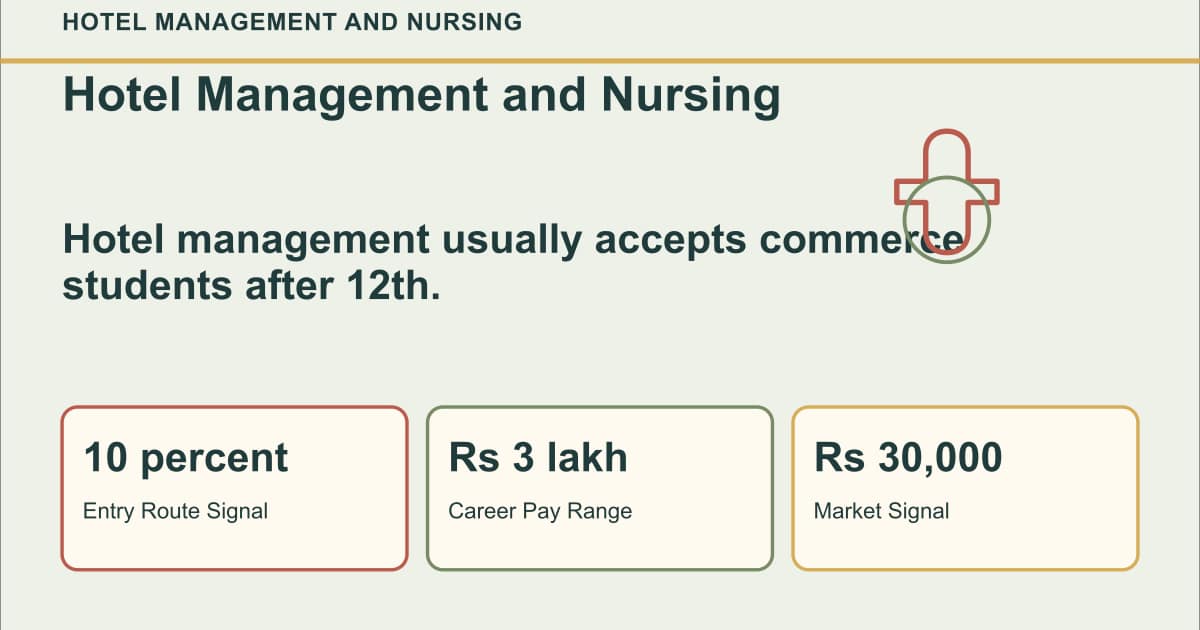 HOTEL MANAGEMENT AND NURSING
Hotel Management and Nursing
Hotel management usually accepts commerce
students after 12th.
10 percent
Entry Route Signal
Rs 3 lakh
Career Pay Range
Rs 30,000
Market Signal